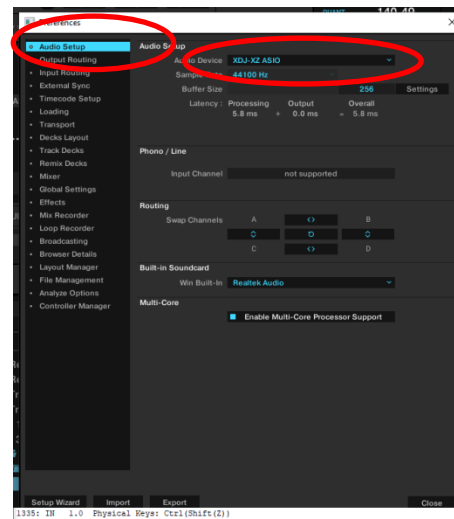 Preferences
Audio Setup
Output Routing
Input Routing
External Sync
Timecode Setup
Loading
Transport
Decks Layout
Track Decks
Remix Decks
Mixer
Global Settings
Effects
Mix Recorder
Loop Recorder
Broadcasting
Browser Details
Layout Manager
File Management
Analyze Options
Controller Manager
Audio Setup
Audio Device XDJ-XZ ASIO
Sample Rate 44100 Hz
Buffer Size 256 Settings
Latency: Processing Output Overall
5.8 ms + 0.0 ms = 5.8 ms
Phono / Line
Input Channel not supported
Routing
Swap Channels A <> B
C <> D
Built-in Soundcard
Win Built-In Realtek Audio
Multi-Core
Enable Multi-Core Processor Support
Setup Wizard Import Export Close
1335: IN 1.0 Physical Keys: Ctrl(Shift(Z))